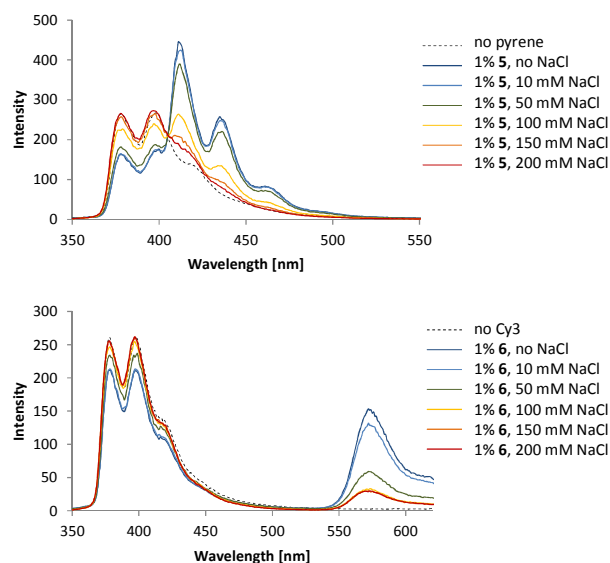 no pyrene
1% 5, no NaCl
1% 5, 10 mM NaCl
1% 5, 50 mM NaCl
1% 5, 100 mM NaCl
1% 5, 150 mM NaCl
1% 5, 200 mM NaCl
500
400
300
200
100
0
Intensity
350 400 450 500 550
Wavelength [nm]
no Cy3
1% 6, no NaCl
1% 6, 10 mM NaCl
1% 6, 50 mM NaCl
1% 6, 100 mM NaCl
1% 6, 150 mM NaCl
1% 6, 200 mM NaCl
300
250
200
150
100
50
0
Intensity
350 400 450 500 550 600
Wavelength [nm]